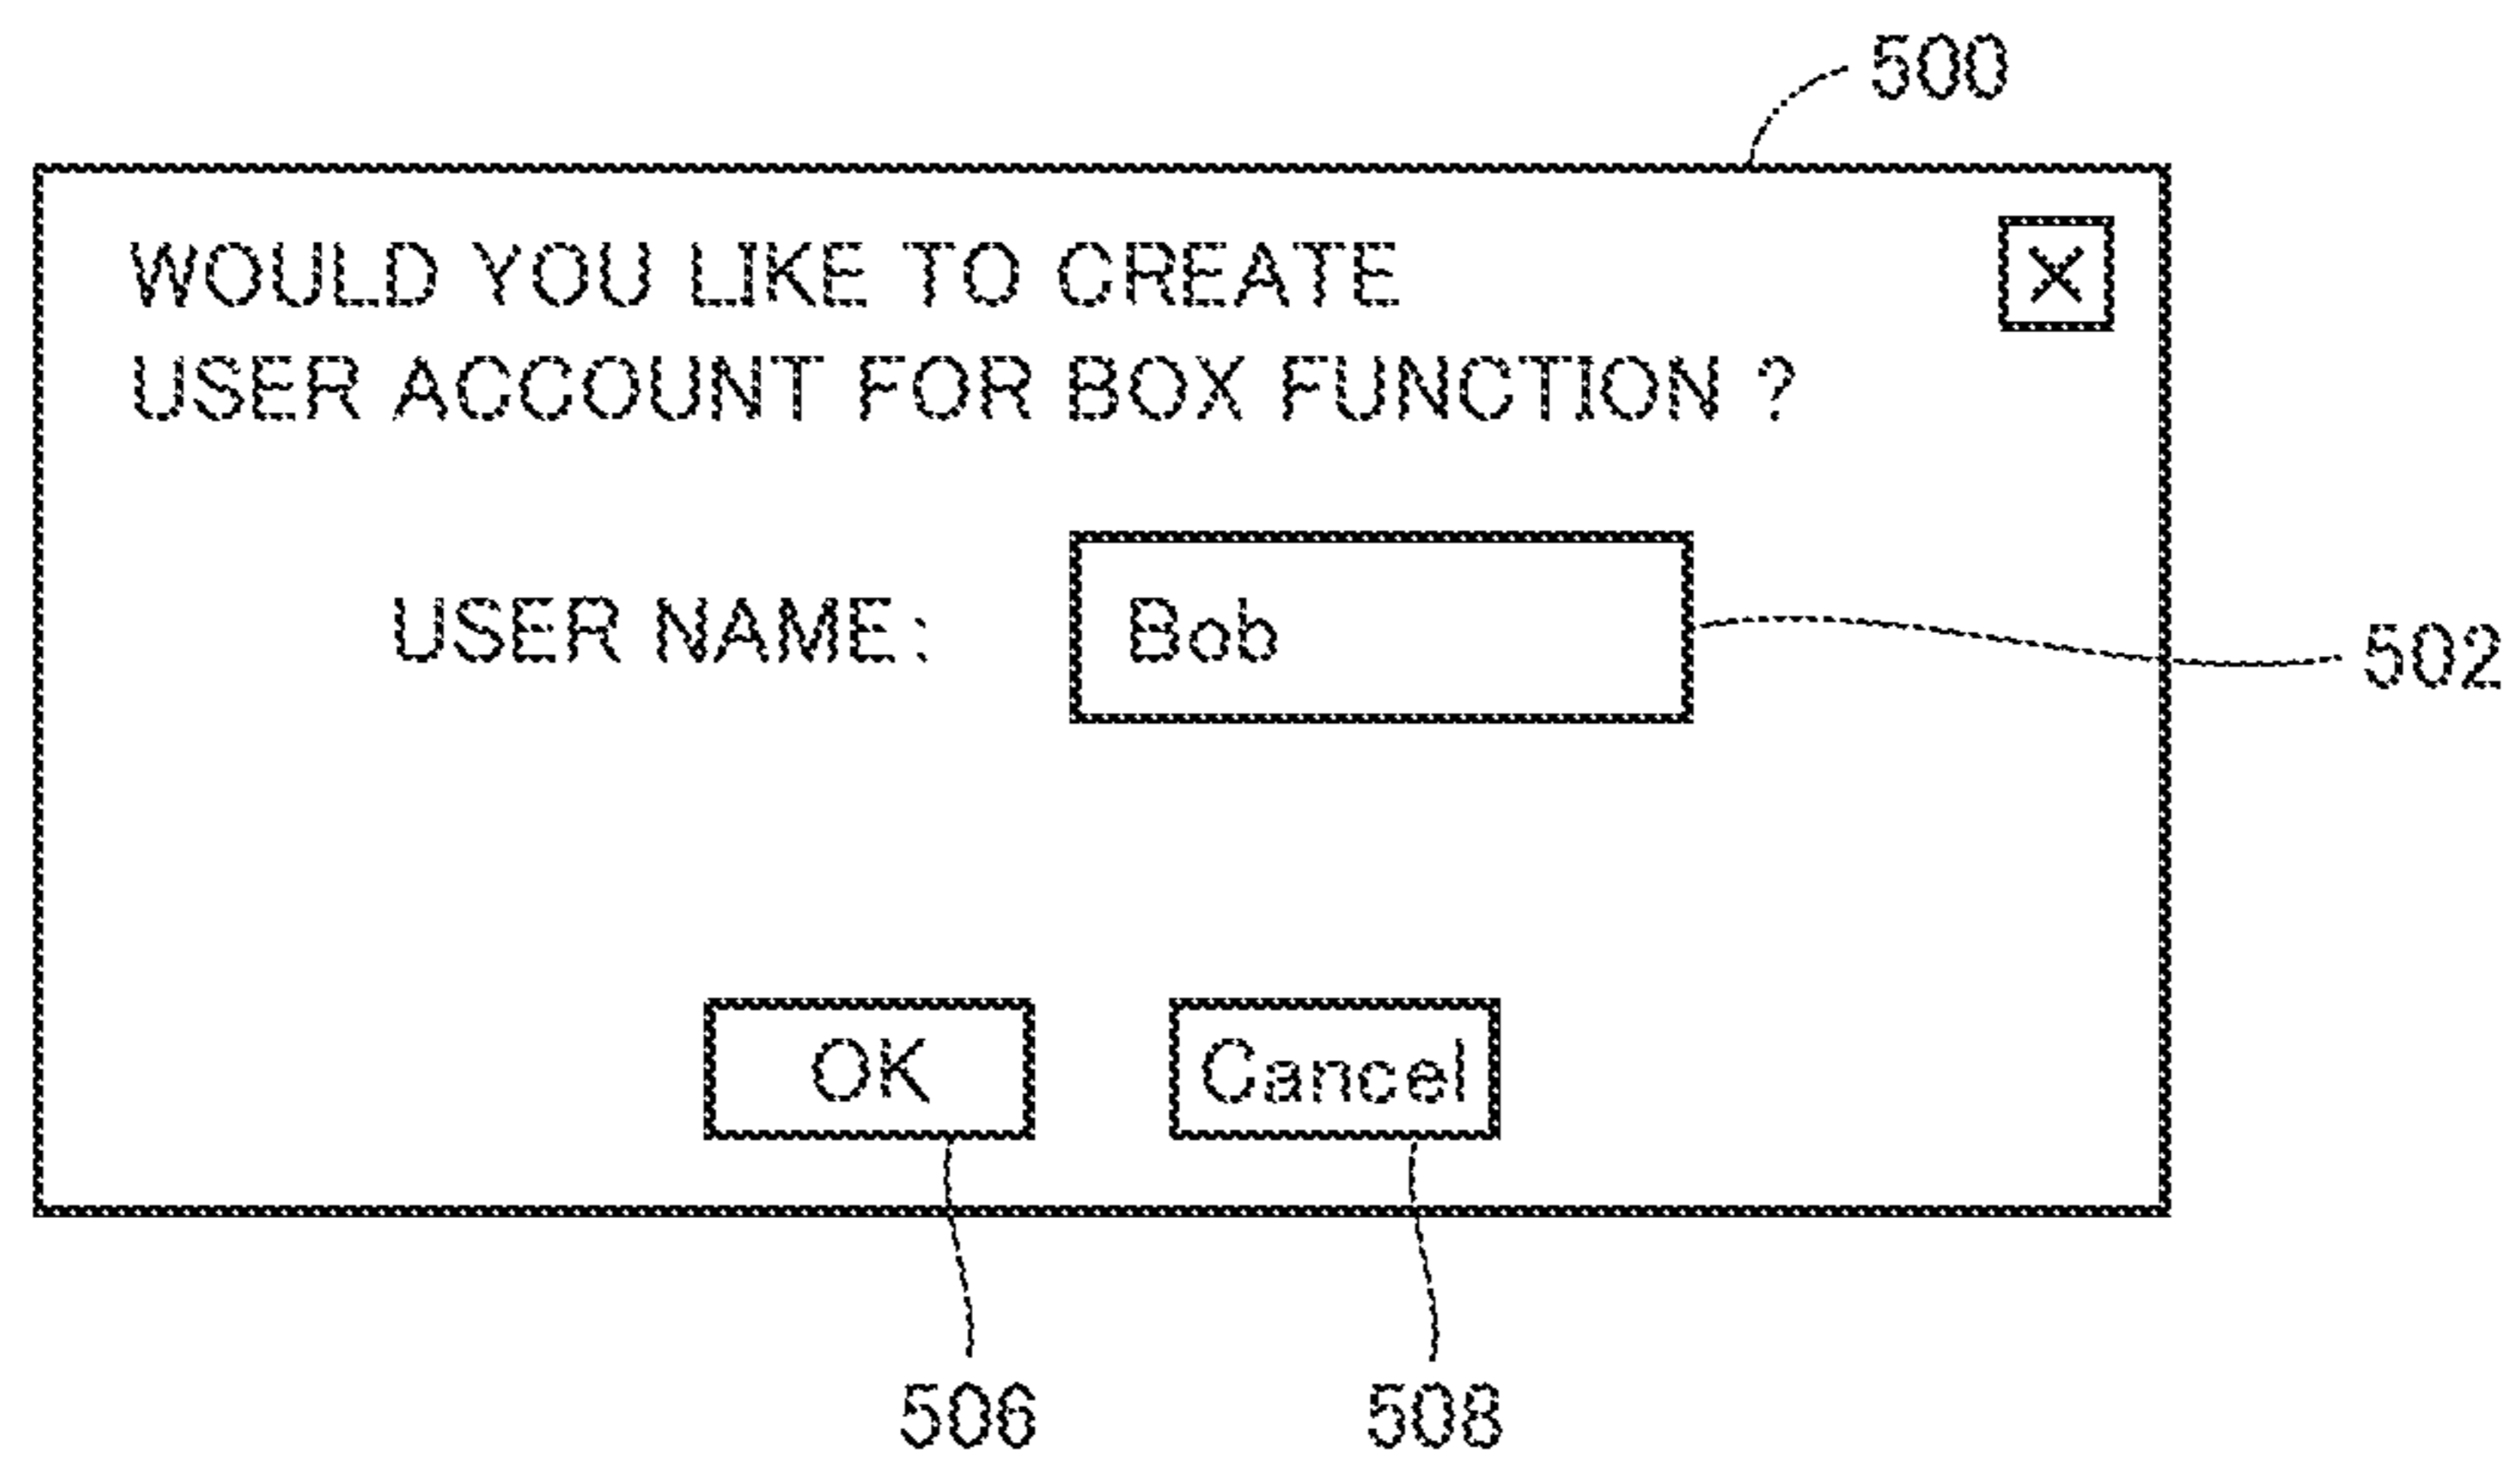 500
WOULD YOU LIKE TO CREATE
X
USER ACCOUNT FOR BOX FUNCTION ?
USER NAME: Bob
502
OK Cancel
506 508